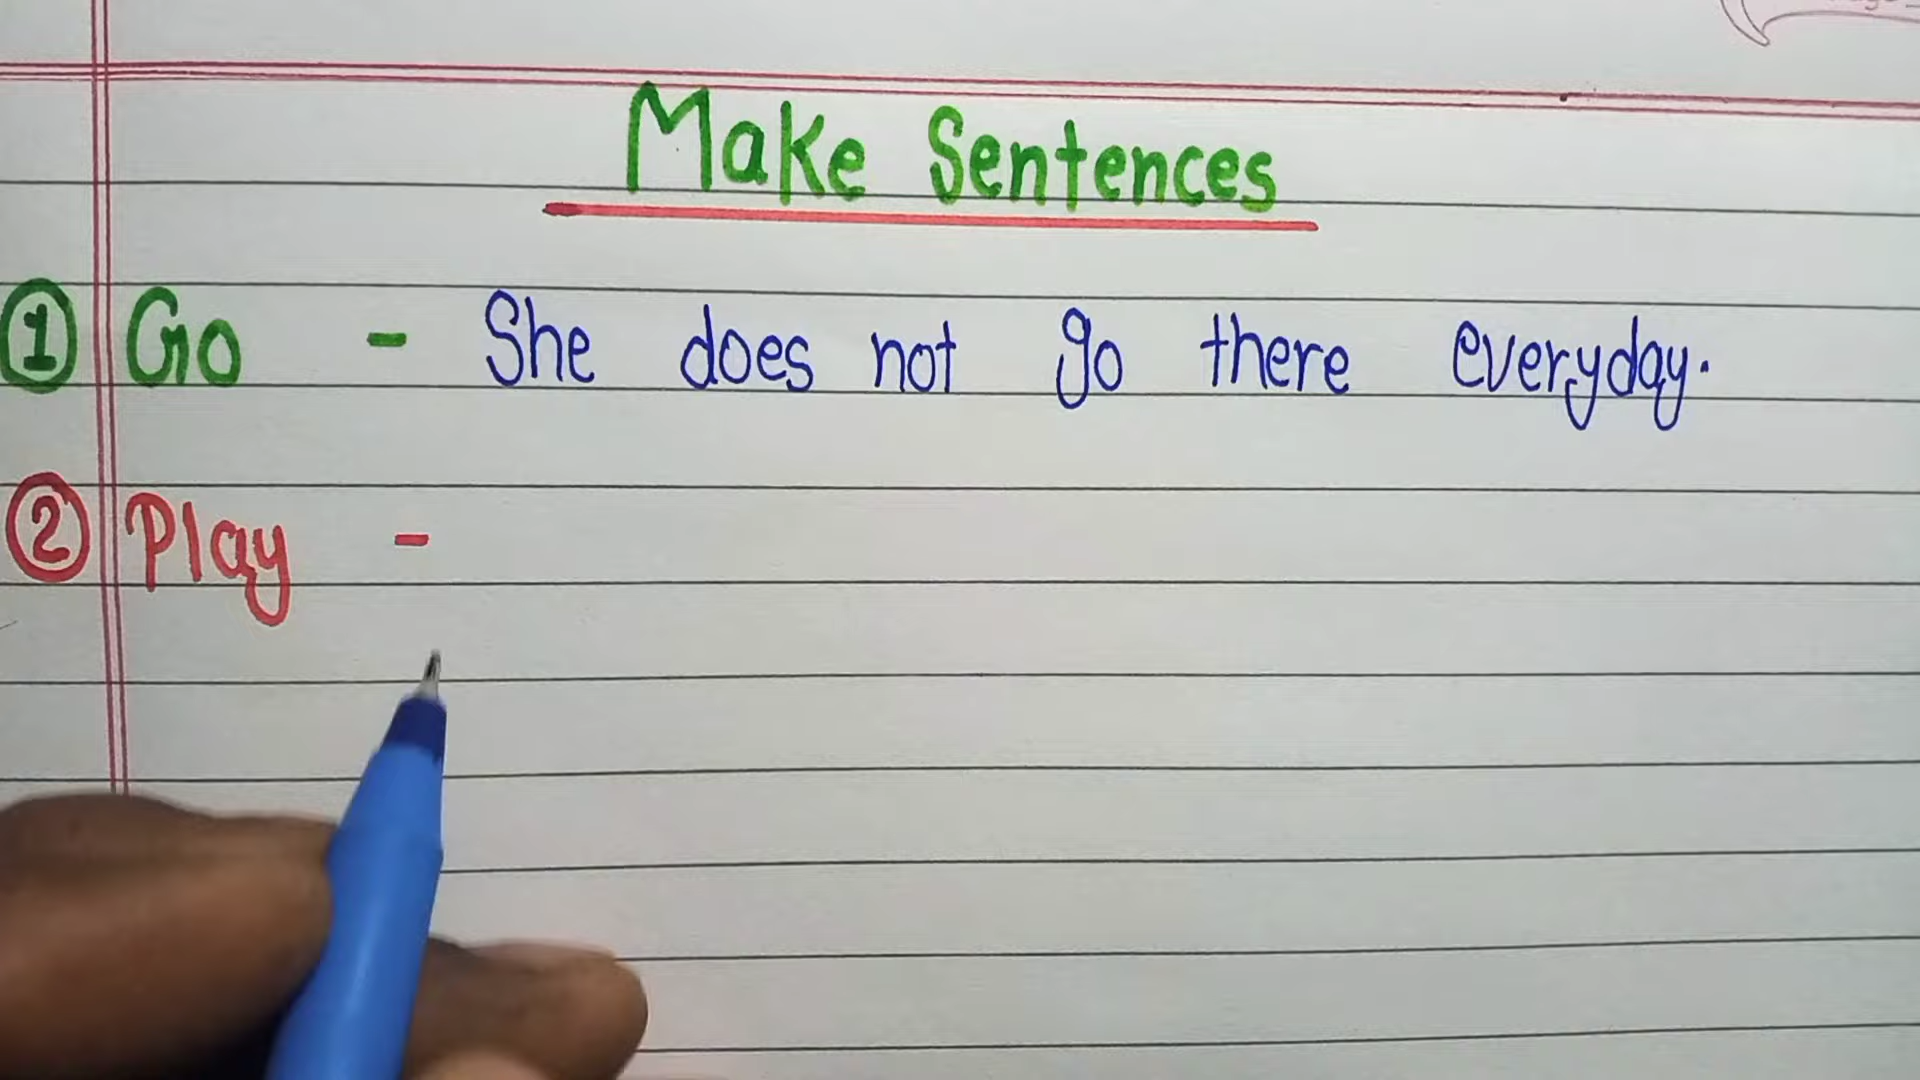 Make Sentences
1 Go - She does not go there everyday.
2 Play -